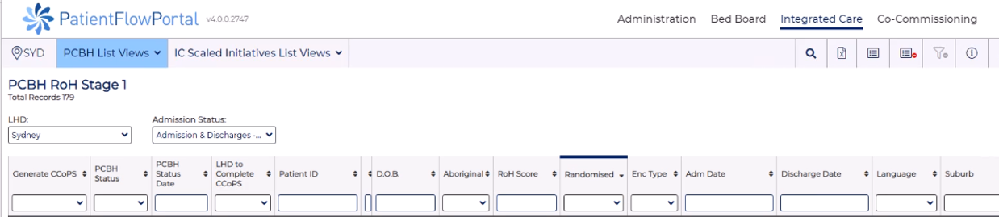 PatientFlowPortal v4.0.0.2747
Administration Bed Board Integrated Care Co-Commissioning
SYD PCBH List Views IC Scaled Initiatives List Views
PCBH RoH Stage 1
Total Records 179
LHD: Admission Status:
Sydney Admission & Discharges -...
Generate CCoPS PCBH Status PCBH Status Date LHD to Complete CCoPS Patient ID D.O.B. Aboriginal RoH Score Randomised Enc Type Adm Date Discharge Date Language Suburb